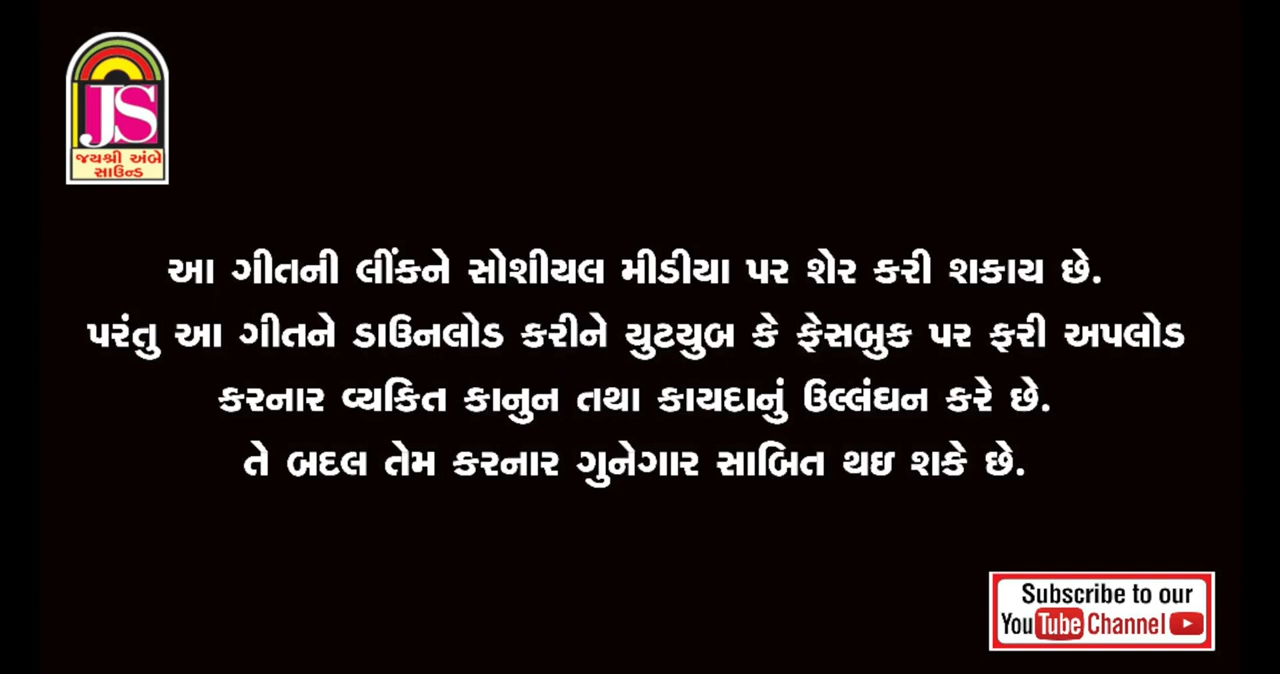 JS
જયશ્રી અંબે
સાઉન્ડ
આ ગીતની લીંકને સોશીયલ મીડીયા પર શેર કરી શકાય છે.
પરંતુ આ ગીતને ડાઉનલોડ કરીને યુટયુબ કે ફેસબુક પર ફરી અપલોડ
કરનાર વ્યકિત કાનુન તથા કાયદાનું ઉલ્લંઘન કરે છે.
તે બદલ તેમ કરનાર ગુનેગાર સાબિત થઇ શકે છે.
Subscribe to our
YouTube Channel